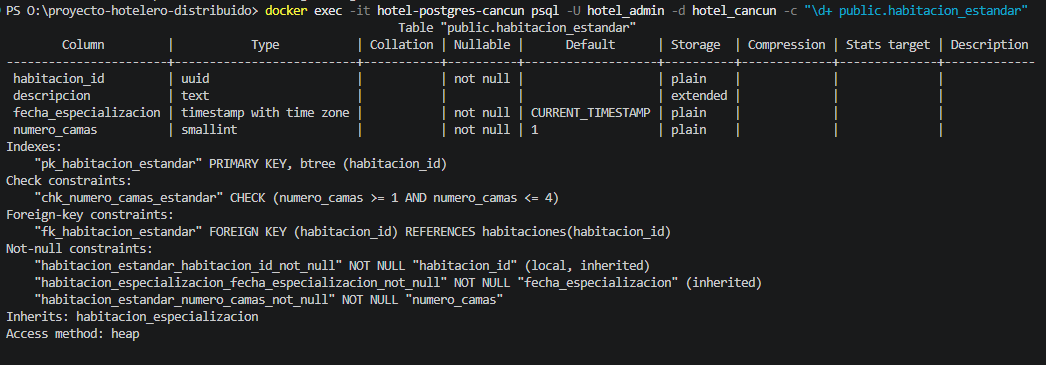 PS O:\proyecto-hotelero-distribuido> docker exec -it hotel-postgres-cancun psql -U hotel_admin -d hotel_cancun -c "\d+ public.habitacion_estandar"
                                                  Table "public.habitacion_estandar"
        Column         |           Type           | Collation | Nullable |      Default      | Storage  | Compression | Stats target | Description
-----------------------+--------------------------+-----------+----------+-------------------+----------+-------------+--------------+-------------
 habitacion_id         | uuid                     |           | not null |                   | plain    |             |              |
 descripcion           | text                     |           |          |                   | extended |             |              |
 fecha_especializacion | timestamp with time zone |           | not null | CURRENT_TIMESTAMP | plain    |             |              |
 numero_camas          | smallint                 |           | not null | 1                 | plain    |             |              |
Indexes:
    "pk_habitacion_estandar" PRIMARY KEY, btree (habitacion_id)
Check constraints:
    "chk_numero_camas_estandar" CHECK (numero_camas >= 1 AND numero_camas <= 4)
Foreign-key constraints:
    "fk_habitacion_estandar" FOREIGN KEY (habitacion_id) REFERENCES habitaciones(habitacion_id)
Not-null constraints:
    "habitacion_estandar_habitacion_id_not_null" NOT NULL "habitacion_id" (local, inherited)
    "habitacion_especializacion_fecha_especializacion_not_null" NOT NULL "fecha_especializacion" (inherited)
    "habitacion_estandar_numero_camas_not_null" NOT NULL "numero_camas"
Inherits: habitacion_especializacion
Access method: heap